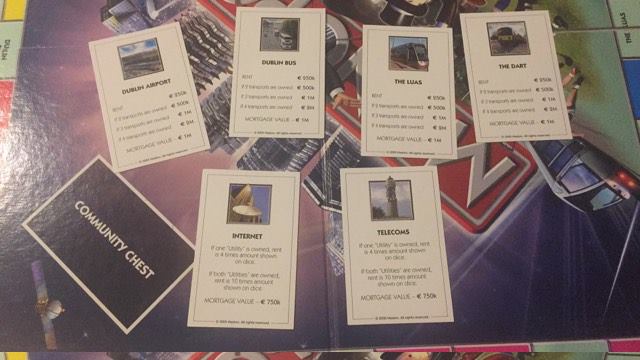 DUBLIN
DUBLIN AIRPORT
RENT € 250k
If 2 transports are owned € 500k
If 3 transports are owned € 1M
If 4 transports are owned € 2M
MORTGAGE VALUE – € 1M
© 2009 Hasbro. All rights reserved.
DUBLIN BUS
RENT € 250k
If 2 transports are owned € 500k
If 3 transports are owned € 1M
If 4 transports are owned € 2M
MORTGAGE VALUE – € 1M
© 2009 Hasbro. All rights reserved.
THE LUAS
RENT € 250k
If 2 transports are owned € 500k
If 3 transports are owned € 1M
If 4 transports are owned € 2M
MORTGAGE VALUE – € 1M
© 2009 Hasbro. All rights reserved.
THE DART
RENT € 250k
If 2 transports are owned € 500k
If 3 transports are owned € 1M
If 4 transports are owned € 2M
MORTGAGE VALUE – € 1M
© 2009 Hasbro. All rights reserved.
THE LUAS
COMMUNITY CHEST
INTERNET
If one "Utility" is owned, rent
is 4 times amount shown
on dice.
If both "Utilities" are owned,
rent is 10 times amount
shown on dice.
MORTGAGE VALUE – € 750k
© 2009 Hasbro. All rights reserved.
TELECOMS
If one "Utility" is owned, rent
is 4 times amount shown
on dice.
If both "Utilities" are owned,
rent is 10 times amount
shown on dice.
MORTGAGE VALUE – € 750k
© 2009 Hasbro. All rights reserved.